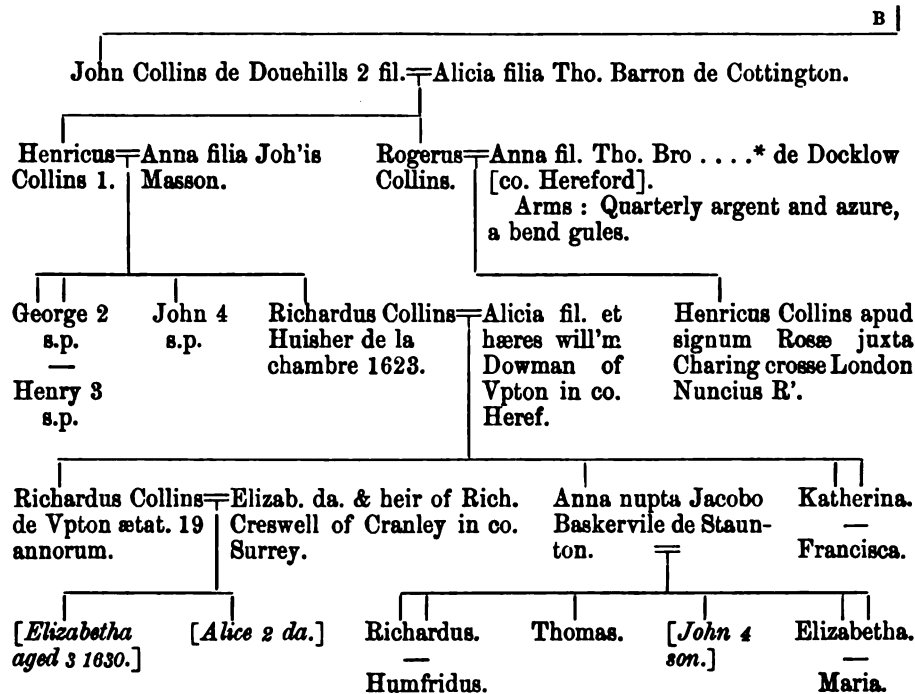 B
John Collins de Douehills 2 fil.=Alicia filia Tho. Barron de Cottington.
Henricus=Anna filia Joh'is
Collins 1. Masson.
Rogerus=Anna fil. Tho. Bro . . . .* de Docklow
Collins. [co. Hereford].
Arms : Quarterly argent and azure,
a bend gules.
George 2
s.p.
—
Henry 3
s.p.
John 4
s.p.
Richardus Collins=Alicia fil. et
Huisher de la hæres will'm
chambre 1623. Dowman of
Vpton in co.
Heref.
Henricus Collins apud
signum Rosæ juxta
Charing crosse London
Nuncius R'.
Richardus Collins=Elizab. da. & heir of Rich.
de Vpton ætat. 19 Creswell of Cranley in co.
annorum. Surrey.
Anna nupta Jacobo
Baskervile de Staun-
ton.
Katherina.
—
Francisca.
[Elizabetha
aged 3 1630.]
[Alice 2 da.]
Richardus.
—
Humfridus.
Thomas.
[John 4
son.]
Elizabetha.
—
Maria.